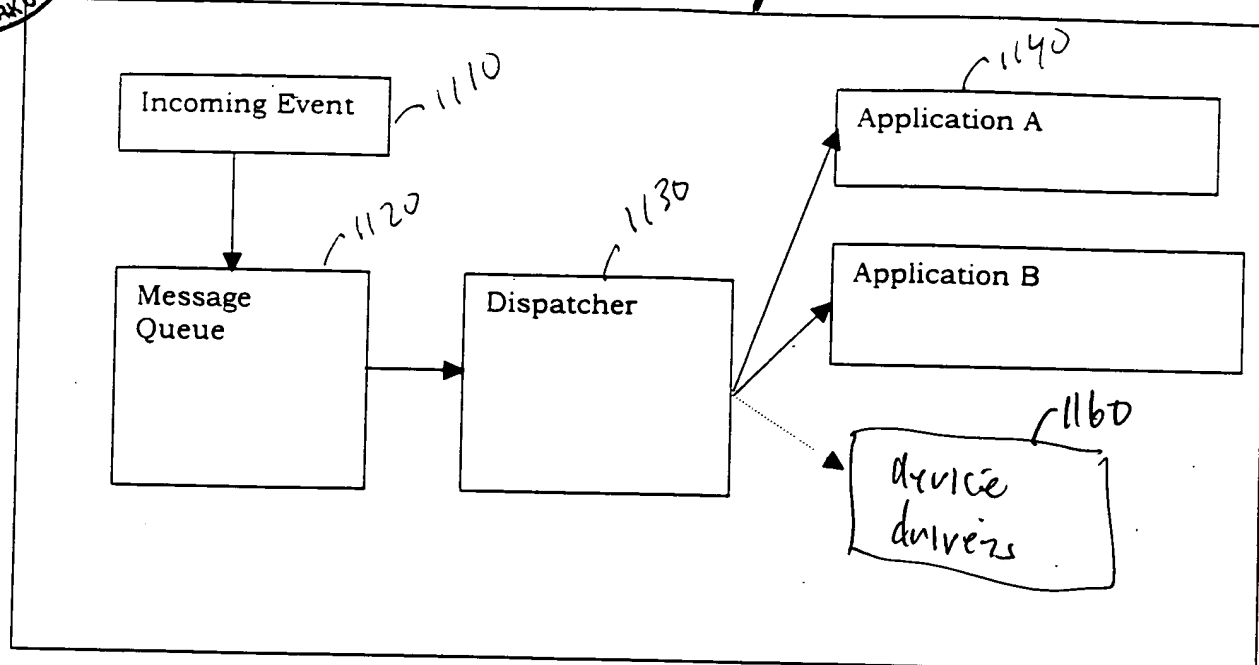 Incoming Event
1110
1140
Application A
1120
1130
Message
Queue
Dispatcher
Application B
1160
device
drivers